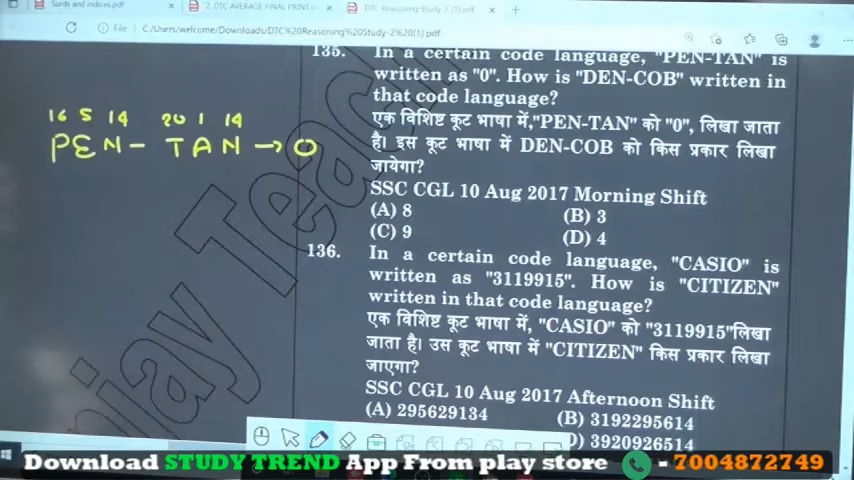 Surds and indices.pdf
2. DTC AVERAGE FINAL PRINT
DTC Reasoning Study-2 (1).pdf
File
C:/Users/welcome/Downloads/DTC%20Reasoning%20Study-2%20(1).pdf
135. In a certain code language, "PEN-TAN" is
written as "0". How is "DEN-COB" written in
that code language?
एक विशिष्ट कूट भाषा में,"PEN-TAN" को "0", लिखा जाता
है। इस कूट भाषा में DEN-COB को किस प्रकार लिखा
जायेगा?
SSC CGL 10 Aug 2017 Morning Shift
(A) 8 (B) 3
(C) 9 (D) 4
136. In a certain code language, "CASIO" is
written as "3119915". How is "CITIZEN"
written in that code language?
एक विशिष्ट कूट भाषा में, "CASIO" को "3119915"लिखा
जाता है। उस कूट भाषा में "CITIZEN" किस प्रकार लिखा
जाएगा?
SSC CGL 10 Aug 2017 Afternoon Shift
(A) 295629134 (B) 3192295614
D) 3920926514
16 5 14 20 1 14
PEN- TAN → 0
Download STUDY TREND App From play store - 7004872749